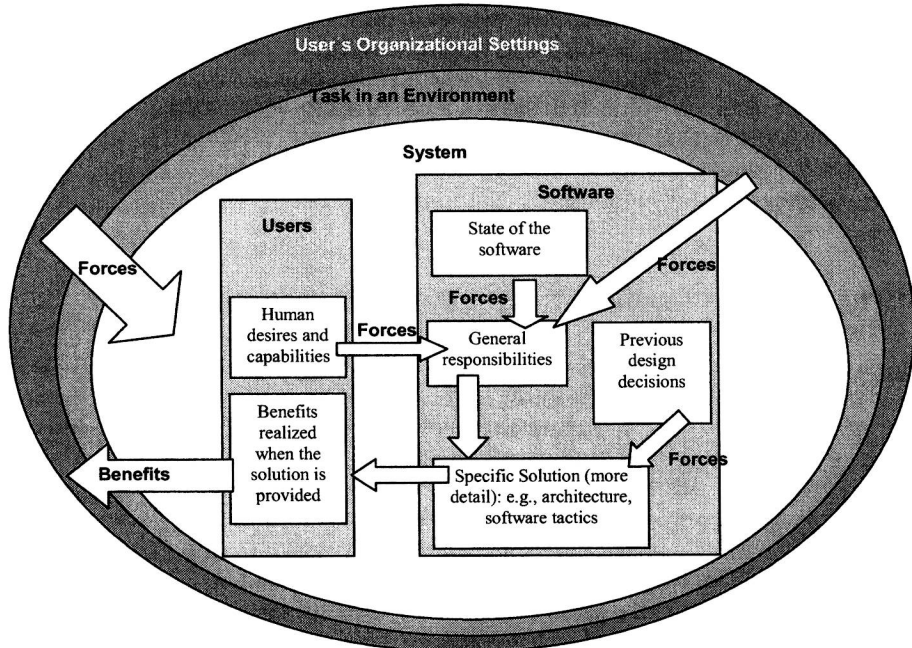 User's Organizational Settings
Task in an Environment
System
Software
Users
State of the
software
Forces
Forces
Forces
Human
desires and
capabilities
Forces
General
responsibilities
Previous
design
decisions
Benefits
realized
when the
solution is
provided
Benefits
Forces
Specific Solution (more
detail): e.g., architecture,
software tactics